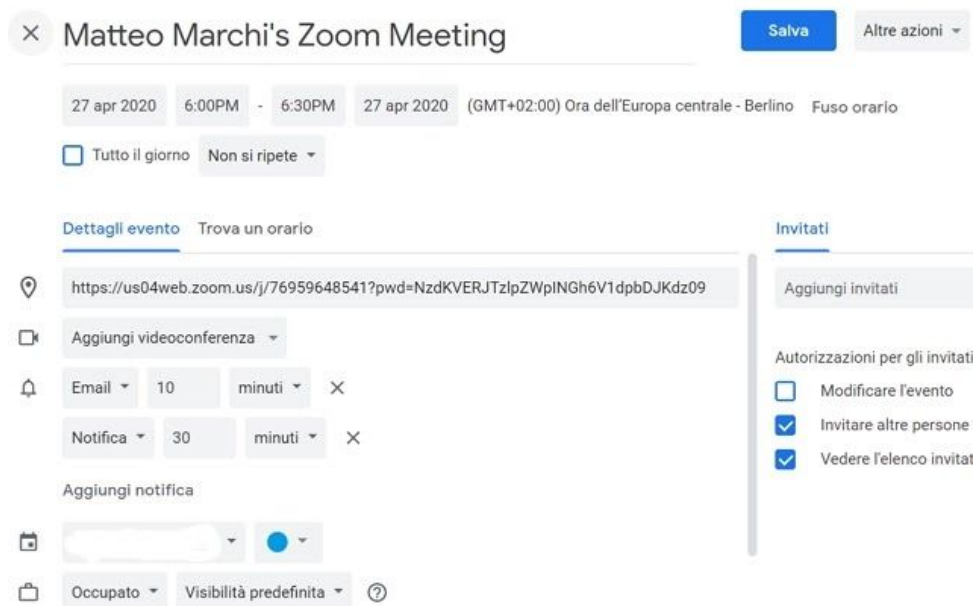 Matteo Marchi's Zoom Meeting
Salva
Altre azioni
27 apr 2020 6:00PM - 6:30PM 27 apr 2020 (GMT+02:00) Ora dell'Europa centrale - Berlino Fuso orario
Tutto il giorno Non si ripete
Dettagli evento Trova un orario
https://us04web.zoom.us/j/76959648541?pwd=NzdKVERJTzlpZWpINGh6V1dpbDJKdz09
Aggiungi videoconferenza
Email 10 minuti
Notifica 30 minuti
Aggiungi notifica
Occupato Visibilità predefinita
Invitati
Aggiungi invitati
Autorizzazioni per gli invitati
Modificare l'evento
Invitare altre persone
Vedere l'elenco invitat